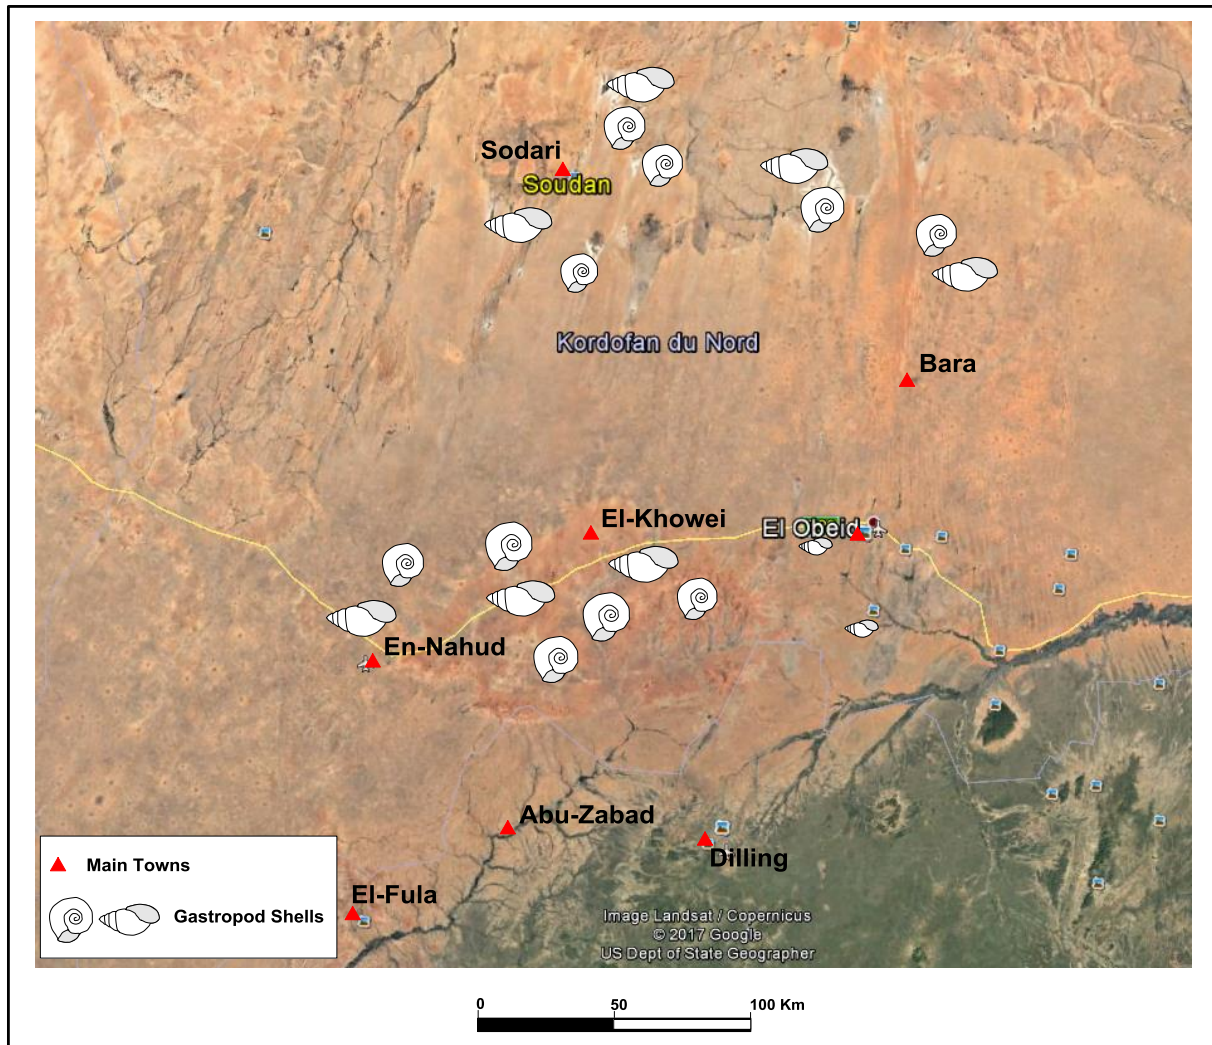 Sodari
Soudan
Kordofan du Nord
Bara
El-Khowei
El Obeid
En-Nahud
Abu-Zabad
Dilling
El-Fula
Main Towns
Gastropod Shells
Image Landsat / Copernicus
© 2017 Google
US Dept of State Geographer
0 50 100 Km